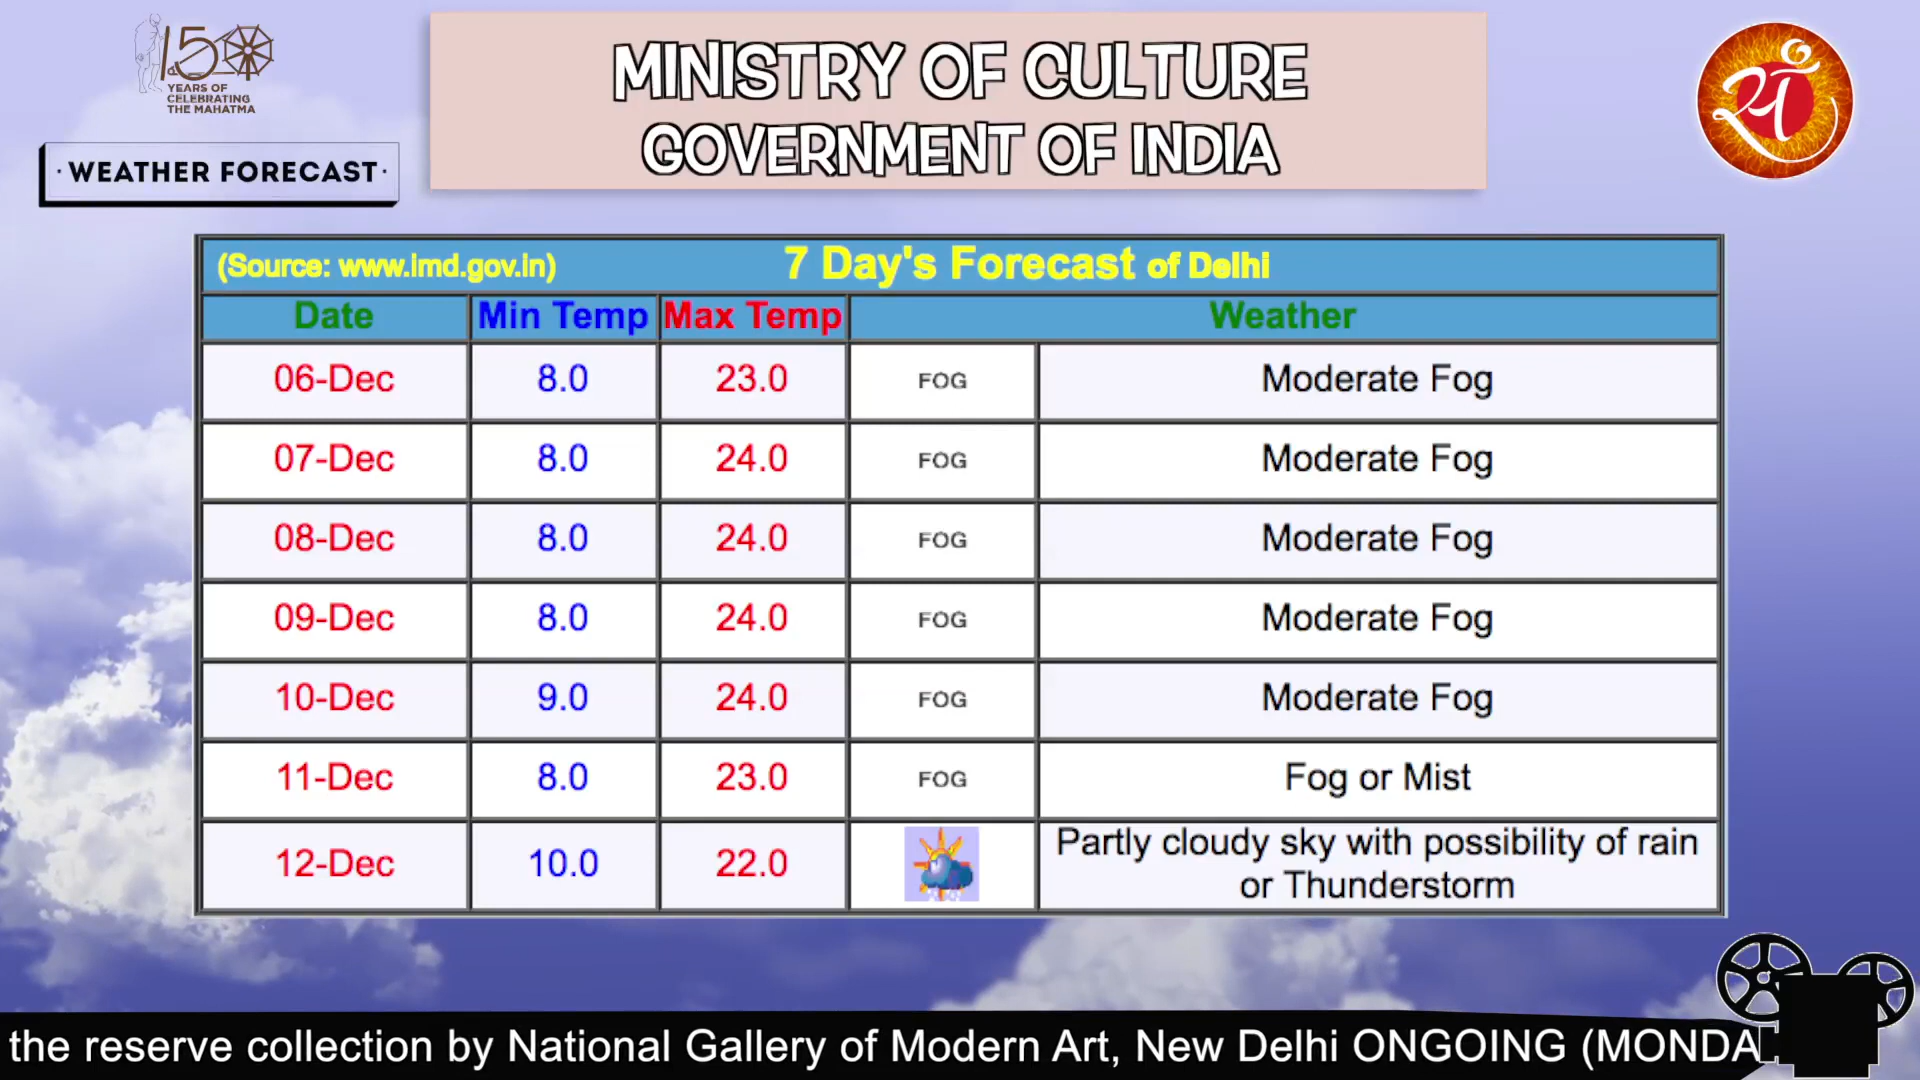 150
YEARS OF
CELEBRATING
THE MAHATMA
MINISTRY OF CULTURE
GOVERNMENT OF INDIA
· WEATHER FORECAST ·
(Source: www.imd.gov.in) 7 Day's Forecast of Delhi
Date Min Temp Max Temp Weather
06-Dec 8.0 23.0 FOG Moderate Fog
07-Dec 8.0 24.0 FOG Moderate Fog
08-Dec 8.0 24.0 FOG Moderate Fog
09-Dec 8.0 24.0 FOG Moderate Fog
10-Dec 9.0 24.0 FOG Moderate Fog
11-Dec 8.0 23.0 FOG Fog or Mist
12-Dec 10.0 22.0 Partly cloudy sky with possibility of rain
or Thunderstorm
the reserve collection by National Gallery of Modern Art, New Delhi ONGOING (MONDA